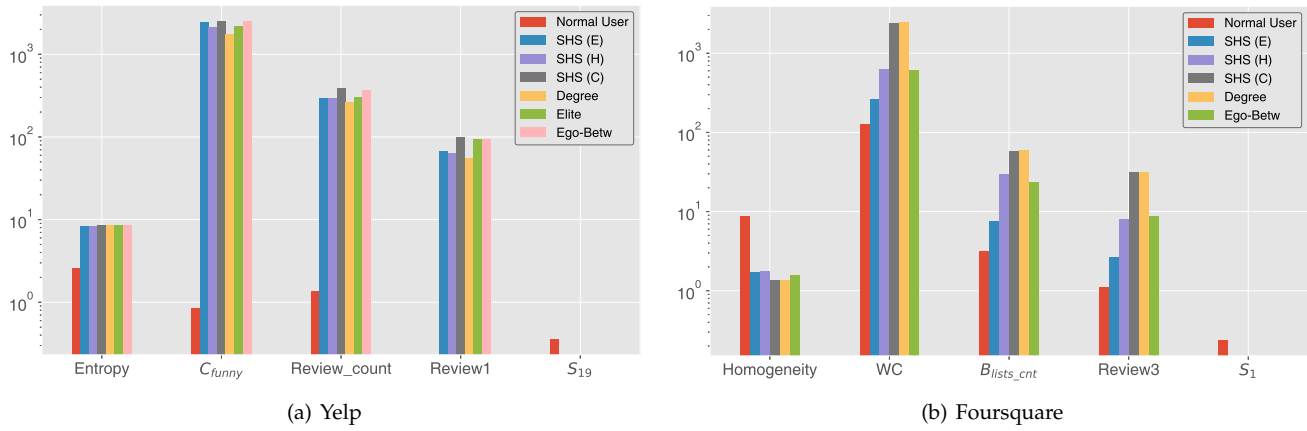 10³
10²
10¹
10⁰
Normal User
SHS (E)
SHS (H)
SHS (C)
Degree
Elite
Ego-Betw
Entropy C_funny Review_count Review1 S_19
(a) Yelp
10³
10²
10¹
10⁰
Normal User
SHS (E)
SHS (H)
SHS (C)
Degree
Ego-Betw
Homogeneity WC B_lists_cnt Review3 S_1
(b) Foursquare